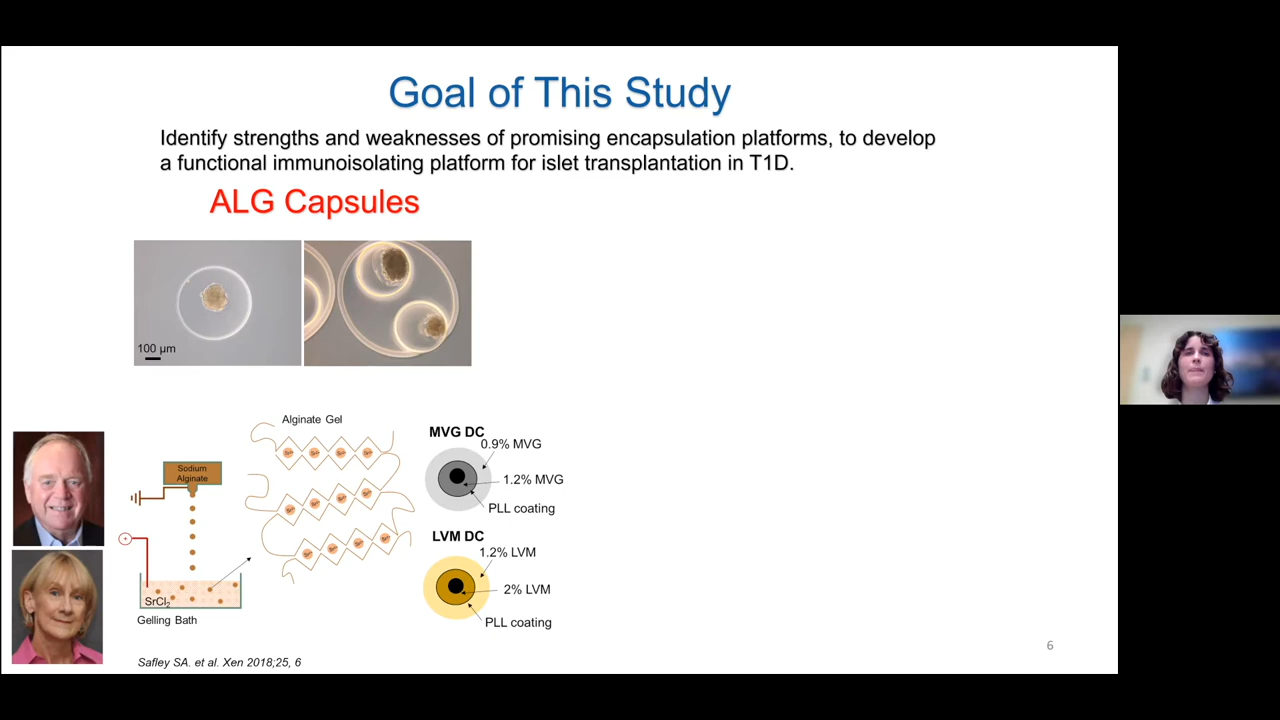 Goal of This Study
Identify strengths and weaknesses of promising encapsulation platforms, to develop
a functional immunoisolating platform for islet transplantation in T1D.
ALG Capsules
100 μm
Alginate Gel
Sodium
Alginate
SrCl₂
Gelling Bath
MVG DC
0.9% MVG
1.2% MVG
PLL coating
LVM DC
1.2% LVM
2% LVM
PLL coating
Safley SA. et al. Xen 2018;25, 6
6